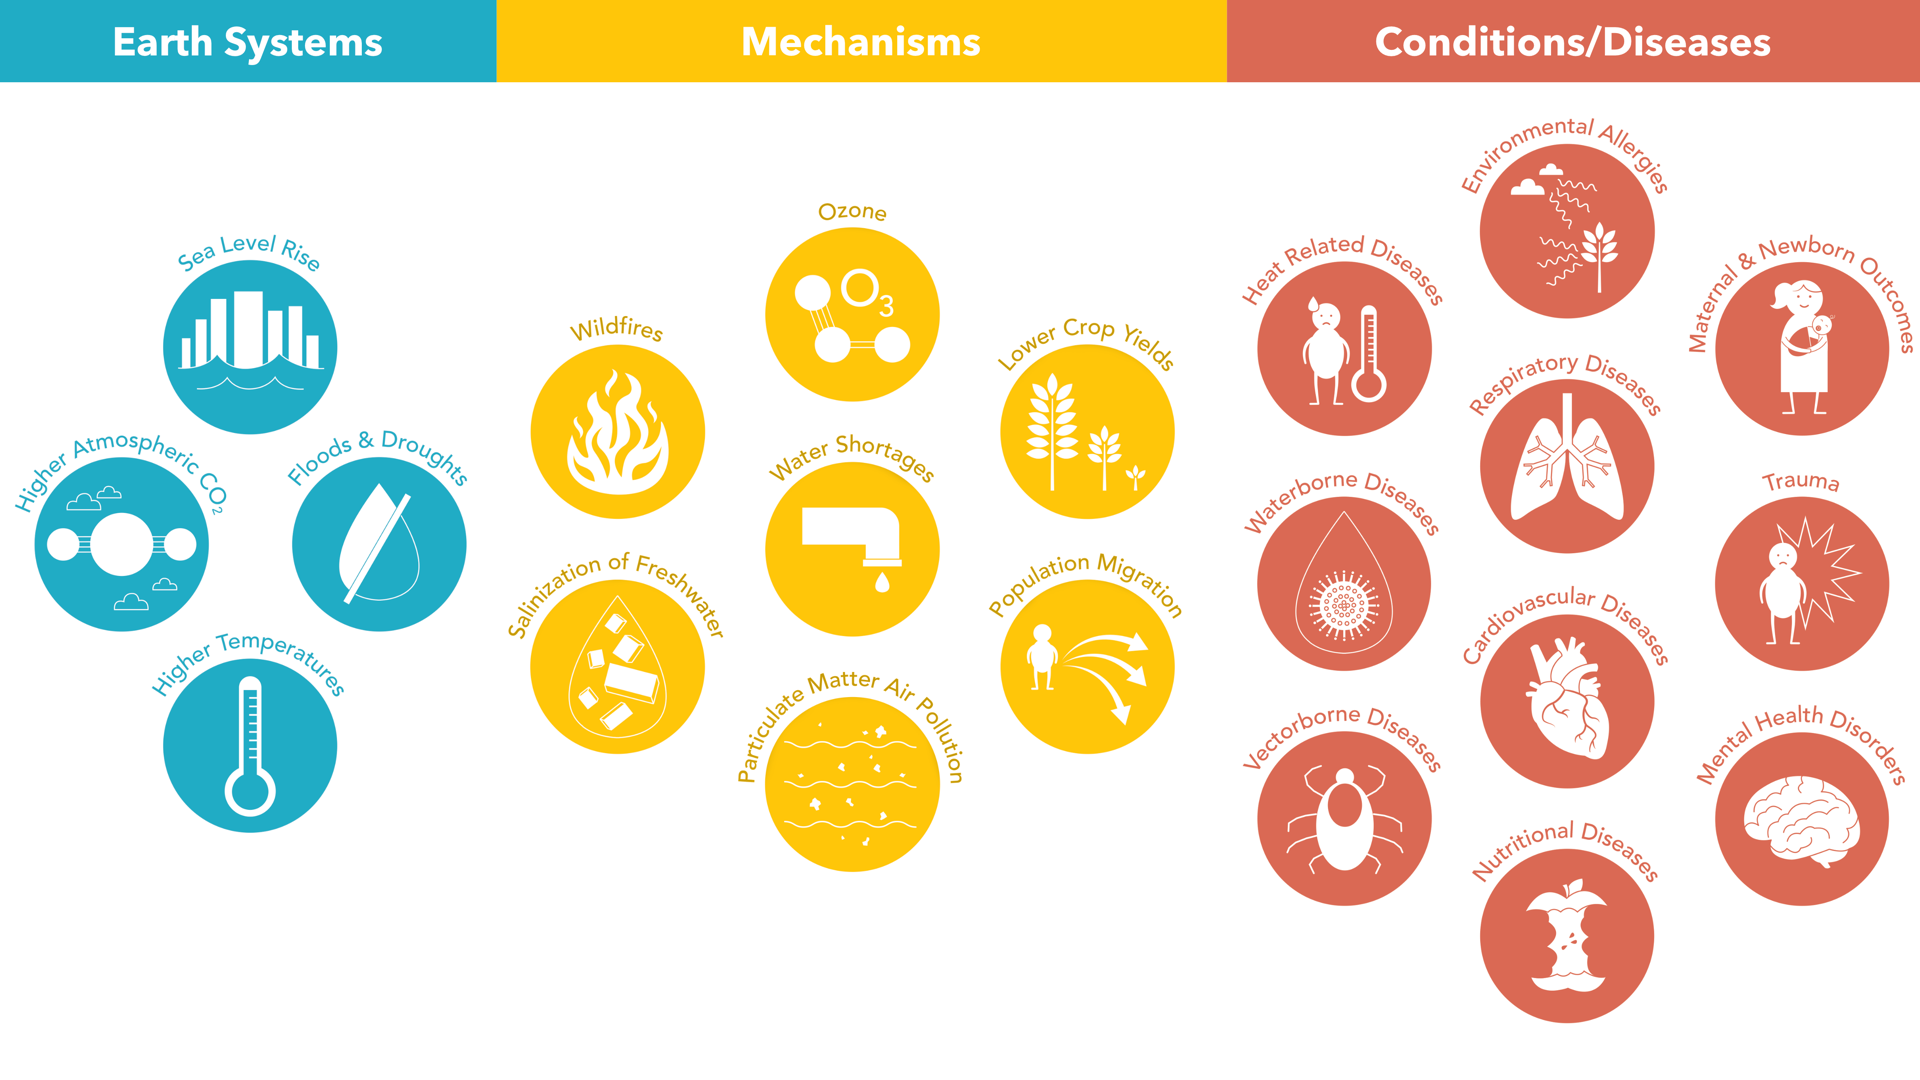 Earth Systems
Mechanisms
Conditions/Diseases
Sea Level Rise
Higher Atmospheric CO₂
Floods & Droughts
Higher Temperatures
Ozone
O₃
Wildfires
Lower Crop Yields
Water Shortages
Salinization of Freshwater
Population Migration
Particulate Matter Air Pollution
Environmental Allergies
Heat Related Diseases
Maternal & Newborn Outcomes
Respiratory Diseases
Waterborne Diseases
Trauma
Cardiovascular Diseases
Vectorborne Diseases
Mental Health Disorders
Nutritional Diseases